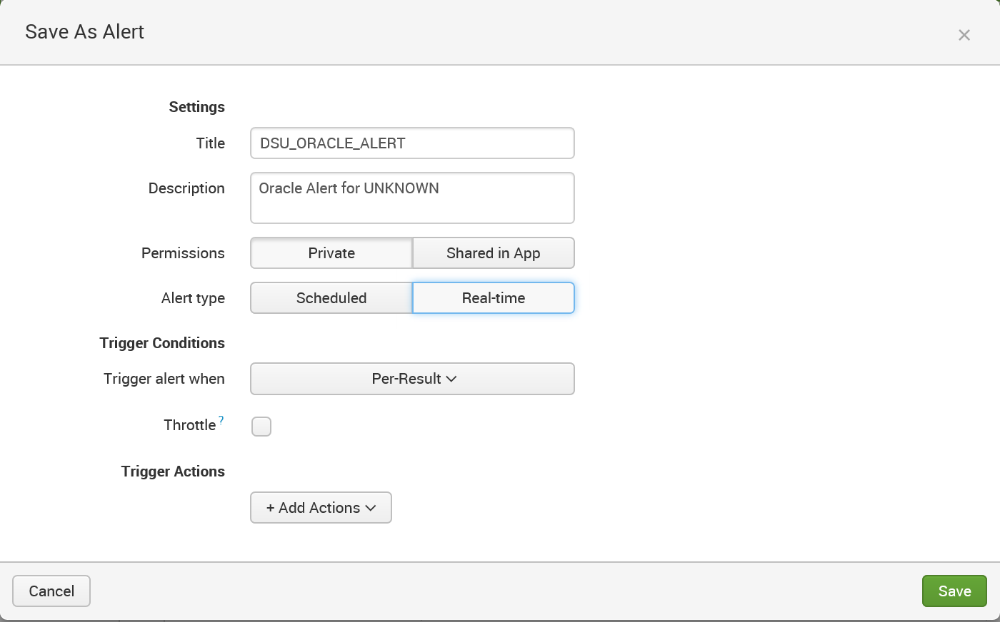 Save As Alert
×
Settings
Title DSU_ORACLE_ALERT
Description Oracle Alert for UNKNOWN
Permissions Private Shared in App
Alert type Scheduled Real-time
Trigger Conditions
Trigger alert when Per-Result
Throttle ?
Trigger Actions
+ Add Actions
Cancel Save